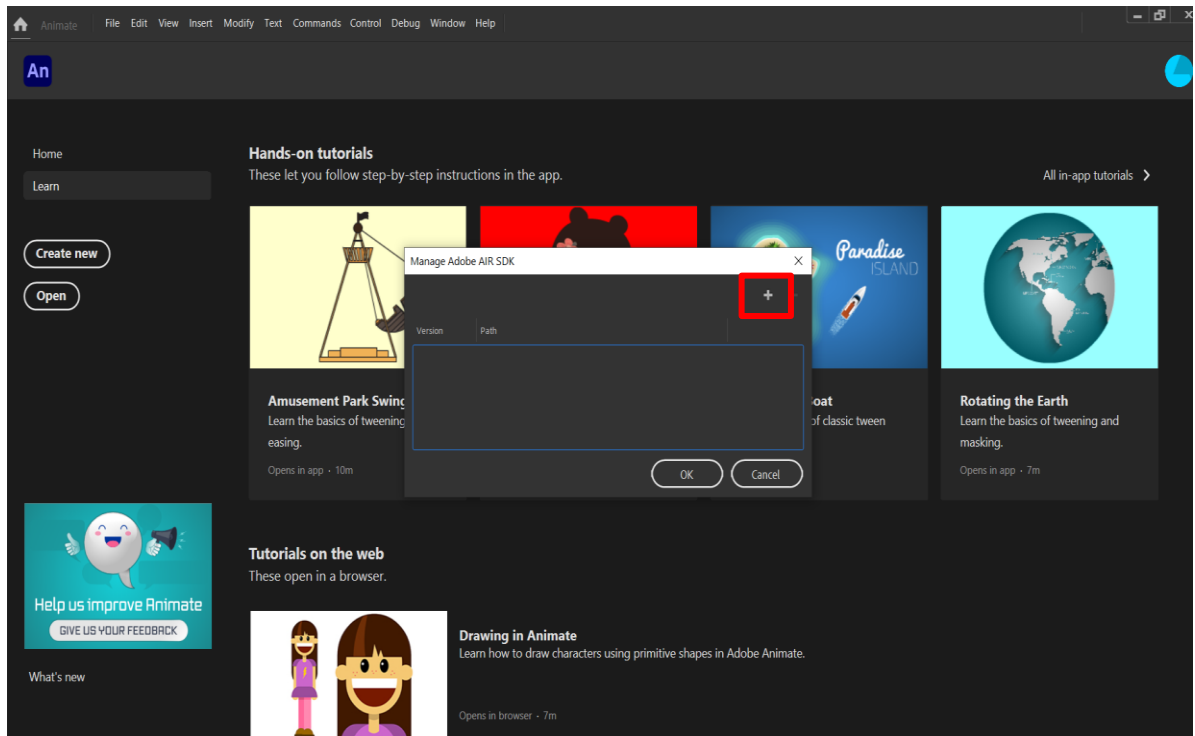 Animate File Edit View Insert Modify Text Commands Control Debug Window Help
An
Home
Learn
Create new
Open
Hands-on tutorials
These let you follow step-by-step instructions in the app.
All in-app tutorials
Paradise
ISLAND
Manage Adobe AIR SDK
Version Path
OK Cancel
Amusement Park Swing
Learn the basics of tweening
easing.
Opens in app • 10m
of classic tween
Rotating the Earth
Learn the basics of tweening and
masking.
Opens in app • 7m
Help us improve Animate
GIVE US YOUR FEEDBACK
What's new
Tutorials on the web
These open in a browser.
Drawing in Animate
Learn how to draw characters using primitive shapes in Adobe Animate.
Opens in browser • 7m